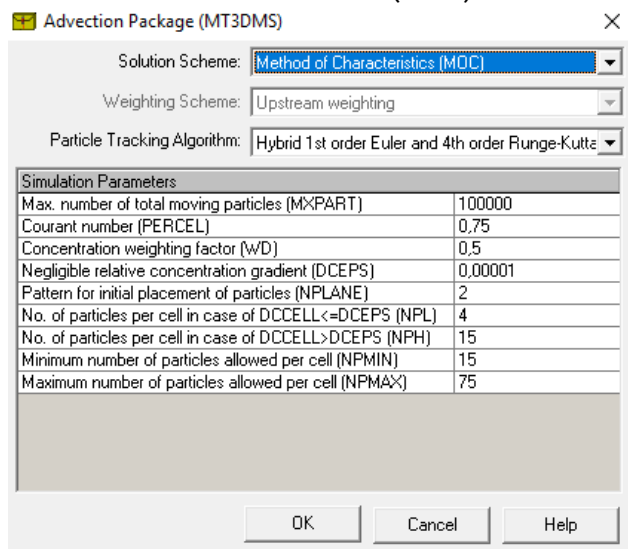 Advection Package (MT3DMS)
Solution Scheme: Method of Characteristics (MOC)
Weighting Scheme: Upstream weighting
Particle Tracking Algorithm: Hybrid 1st order Euler and 4th order Runge-Kutta
Simulation Parameters
Max. number of total moving particles (MXPART) 100000
Courant number (PERCEL) 0,75
Concentration weighting factor (WD) 0,5
Negligible relative concentration gradient (DCEPS) 0,00001
Pattern for initial placement of particles (NPLANE) 2
No. of particles per cell in case of DCCELL<=DCEPS (NPL) 4
No. of particles per cell in case of DCCELL>DCEPS (NPH) 15
Minimum number of particles allowed per cell (NPMIN) 15
Maximum number of particles allowed per cell (NPMAX) 75
OK Cancel Help